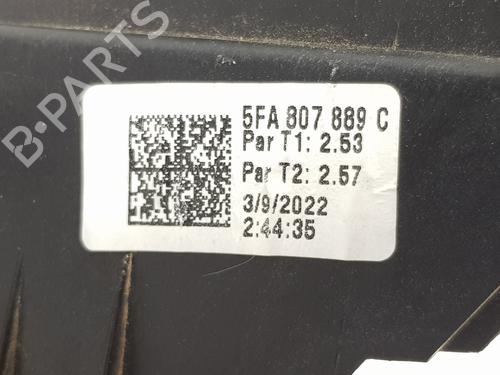 B-PARTS
5FA 807 889 C
Par T1: 2.53
Par T2: 2.57
3/9/2022
2:44:35